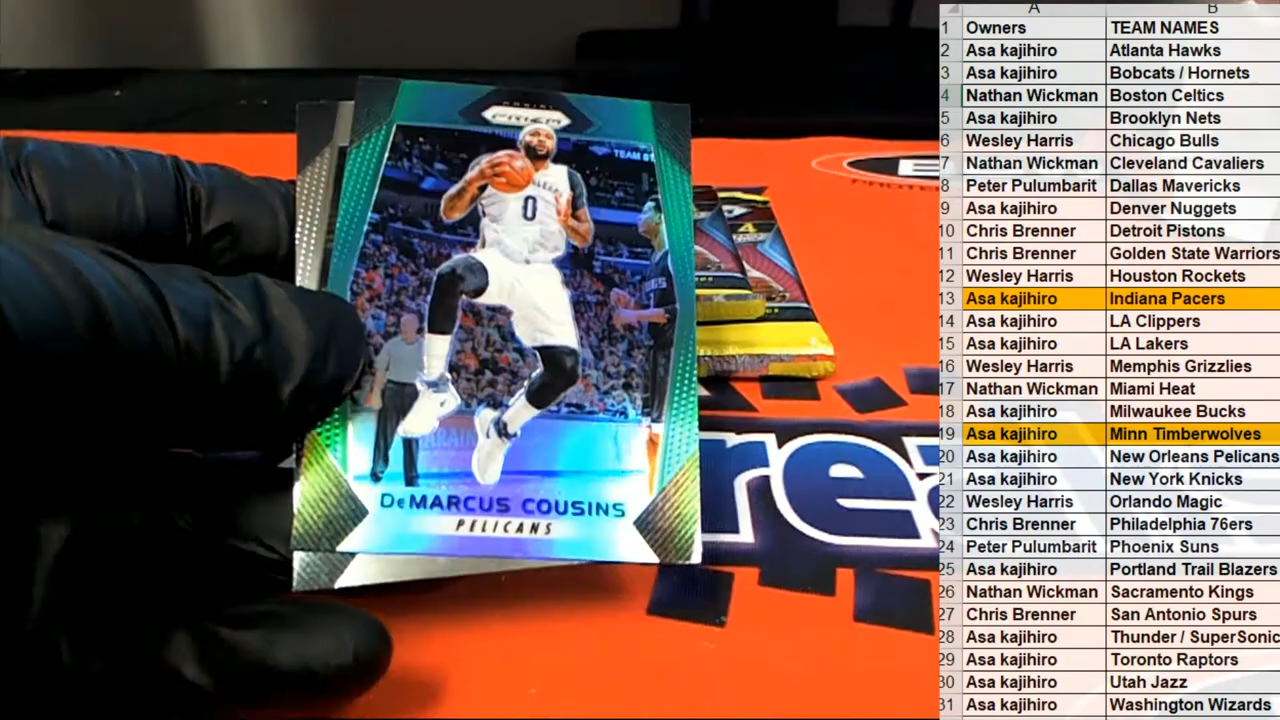 PANINI
PRIZM
TEAM
0
DeMARCUS COUSINS
PELICANS
4
rea
A B
1 Owners TEAM NAMES
2 Asa kajihiro Atlanta Hawks
3 Asa kajihiro Bobcats / Hornets
4 Nathan Wickman Boston Celtics
5 Asa kajihiro Brooklyn Nets
6 Wesley Harris Chicago Bulls
7 Nathan Wickman Cleveland Cavaliers
8 Peter Pulumbarit Dallas Mavericks
9 Asa kajihiro Denver Nuggets
10 Chris Brenner Detroit Pistons
11 Chris Brenner Golden State Warriors
12 Wesley Harris Houston Rockets
13 Asa kajihiro Indiana Pacers
14 Asa kajihiro LA Clippers
15 Asa kajihiro LA Lakers
16 Wesley Harris Memphis Grizzlies
17 Nathan Wickman Miami Heat
18 Asa kajihiro Milwaukee Bucks
19 Asa kajihiro Minn Timberwolves
20 Asa kajihiro New Orleans Pelicans
21 Asa kajihiro New York Knicks
22 Wesley Harris Orlando Magic
23 Chris Brenner Philadelphia 76ers
24 Peter Pulumbarit Phoenix Suns
25 Asa kajihiro Portland Trail Blazers
26 Nathan Wickman Sacramento Kings
27 Chris Brenner San Antonio Spurs
28 Asa kajihiro Thunder / SuperSonic
29 Asa kajihiro Toronto Raptors
30 Asa kajihiro Utah Jazz
31 Asa kajihiro Washington Wizards